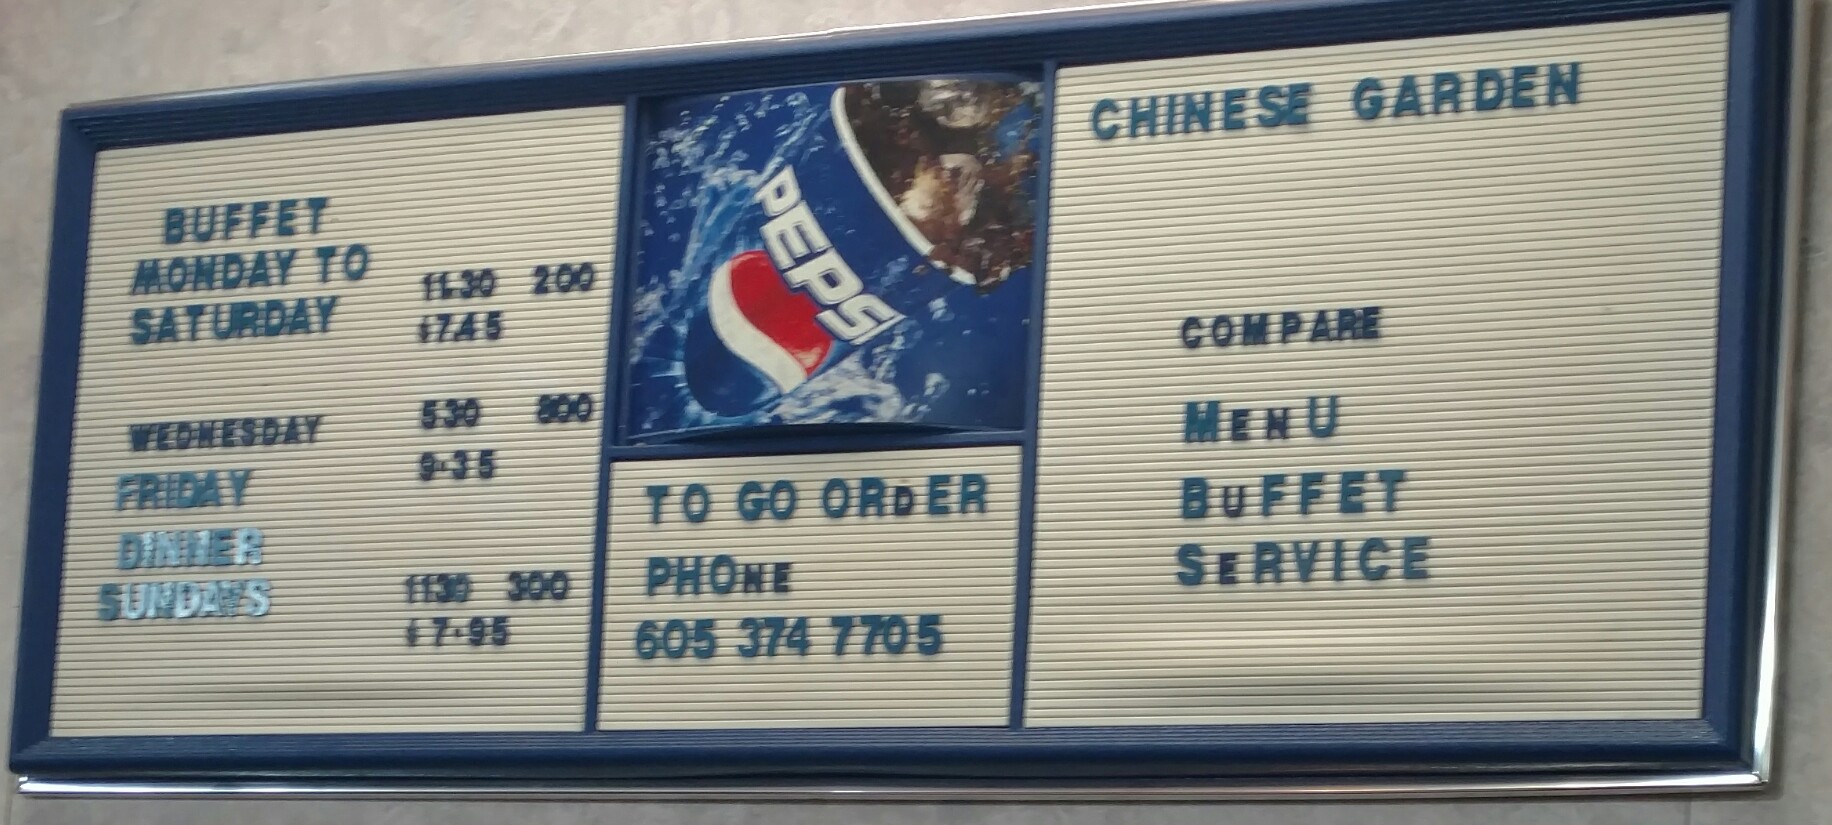 BUFFET
MONDAY TO
SATURDAY
11.30 200
$7.45
WEDNESDAY
530 800
FRIDAY
9.35
DINNER
SUNDAYS
1130 300
$7.95
PEPSI
TO GO ORdER
PHONE
605 374 7705
CHINESE GARDEN
COMPARE
MENU
BuFFET
SeRVICE